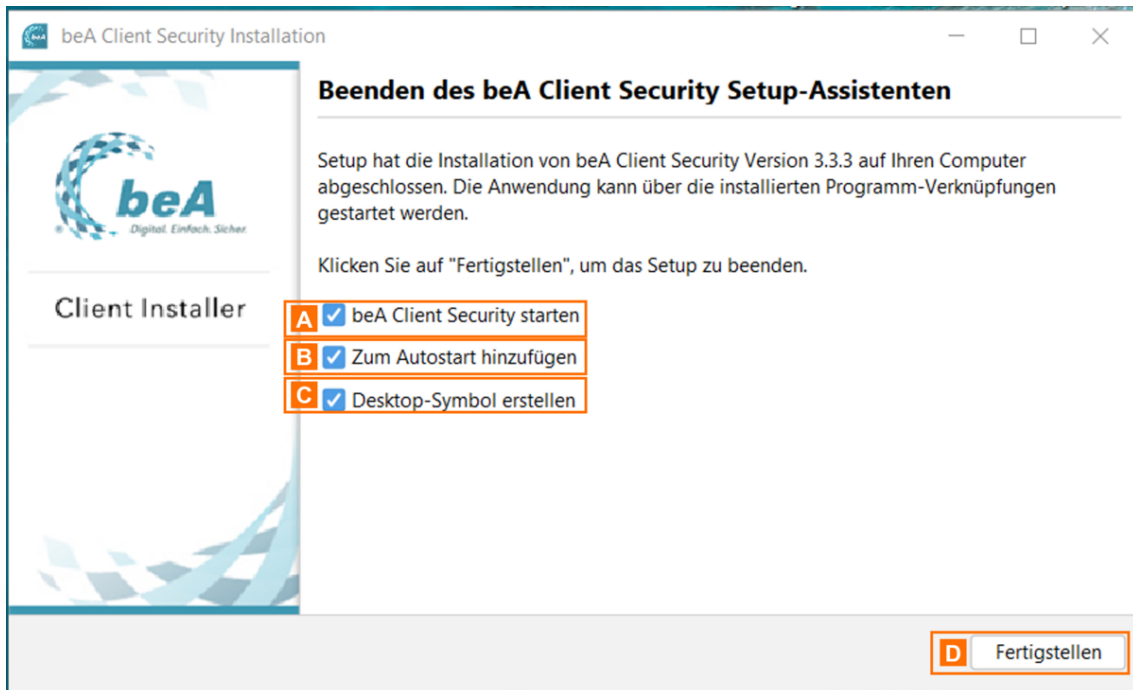 beA Client Security Installation
Beenden des beA Client Security Setup-Assistenten
beA
® Digital. Einfach. Sicher.
Client Installer
Setup hat die Installation von beA Client Security Version 3.3.3 auf Ihren Computer
abgeschlossen. Die Anwendung kann über die installierten Programm-Verknüpfungen
gestartet werden.
Klicken Sie auf "Fertigstellen", um das Setup zu beenden.
A beA Client Security starten
B Zum Autostart hinzufügen
C Desktop-Symbol erstellen
D Fertigstellen